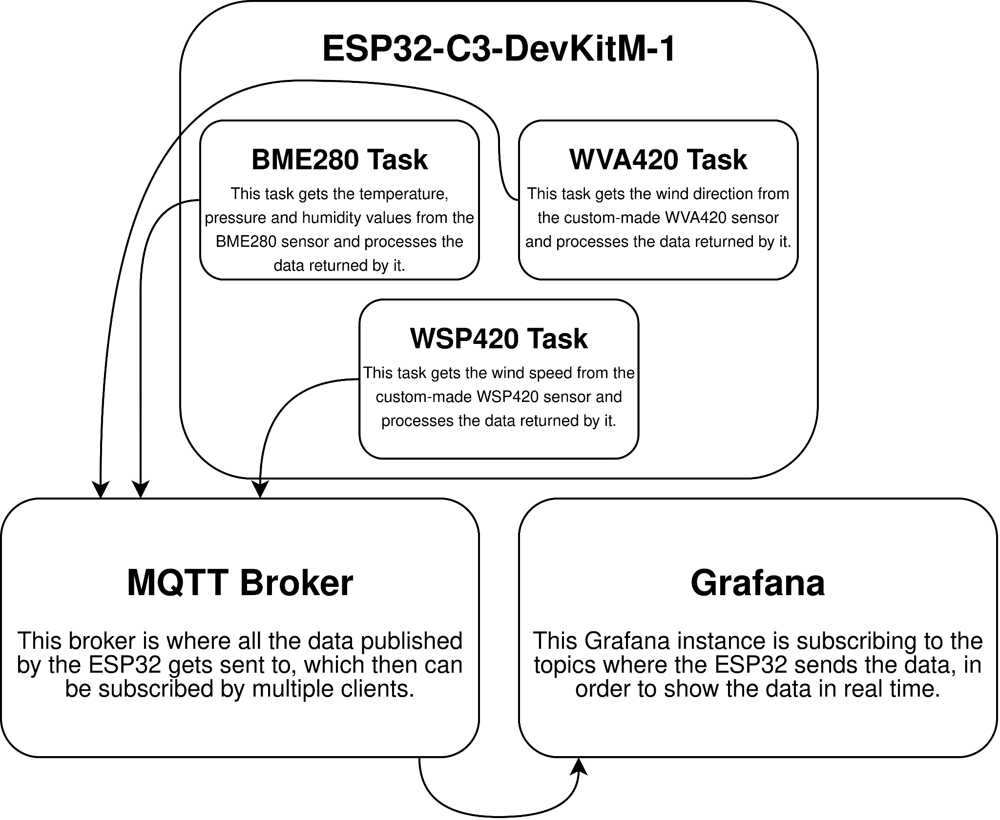 ESP32-C3-DevKitM-1
BME280 Task
This task gets the temperature,
pressure and humidity values from the
BME280 sensor and processes the
data returned by it.
WVA420 Task
This task gets the wind direction from
the custom-made WVA420 sensor
and processes the data returned by it.
WSP420 Task
This task gets the wind speed from the
custom-made WSP420 sensor and
processes the data returned by it.
MQTT Broker
This broker is where all the data published
by the ESP32 gets sent to, which then can
be subscribed by multiple clients.
Grafana
This Grafana instance is subscribing to the
topics where the ESP32 sends the data, in
order to show the data in real time.